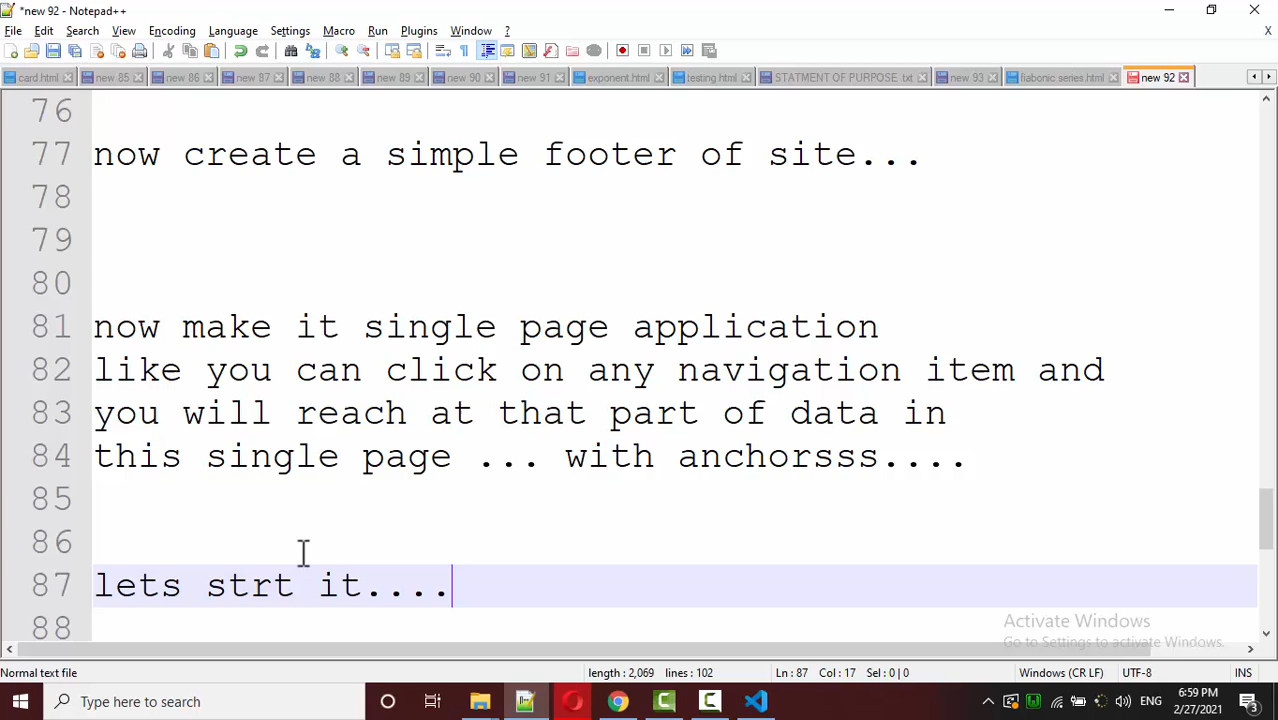 *new 92 - Notepad++
File Edit Search View Encoding Language Settings Macro Run Plugins Window ?
X
card.html new 85 new 86 new 87 new 88 new 89 new 90 new 91 exponent.html testing.html STATMENT OF PURPOSE txt new 93 fiabonic series.html new 92
76
77 now create a simple footer of site...
78
79
80
81 now make it single page application
82 like you can click on any navigation item and
83 you will reach at that part of data in
84 this single page ... with anchorsss....
85
86
87 lets strt it....
88
Activate Windows
Go to Settings to activate Windows.
Normal text file length : 2,069 lines : 102 Ln : 87 Col : 17 Sel : 0 | 0 Windows (CR LF) UTF-8 INS
Type here to search ENG 6:59 PM
2/27/2021 3